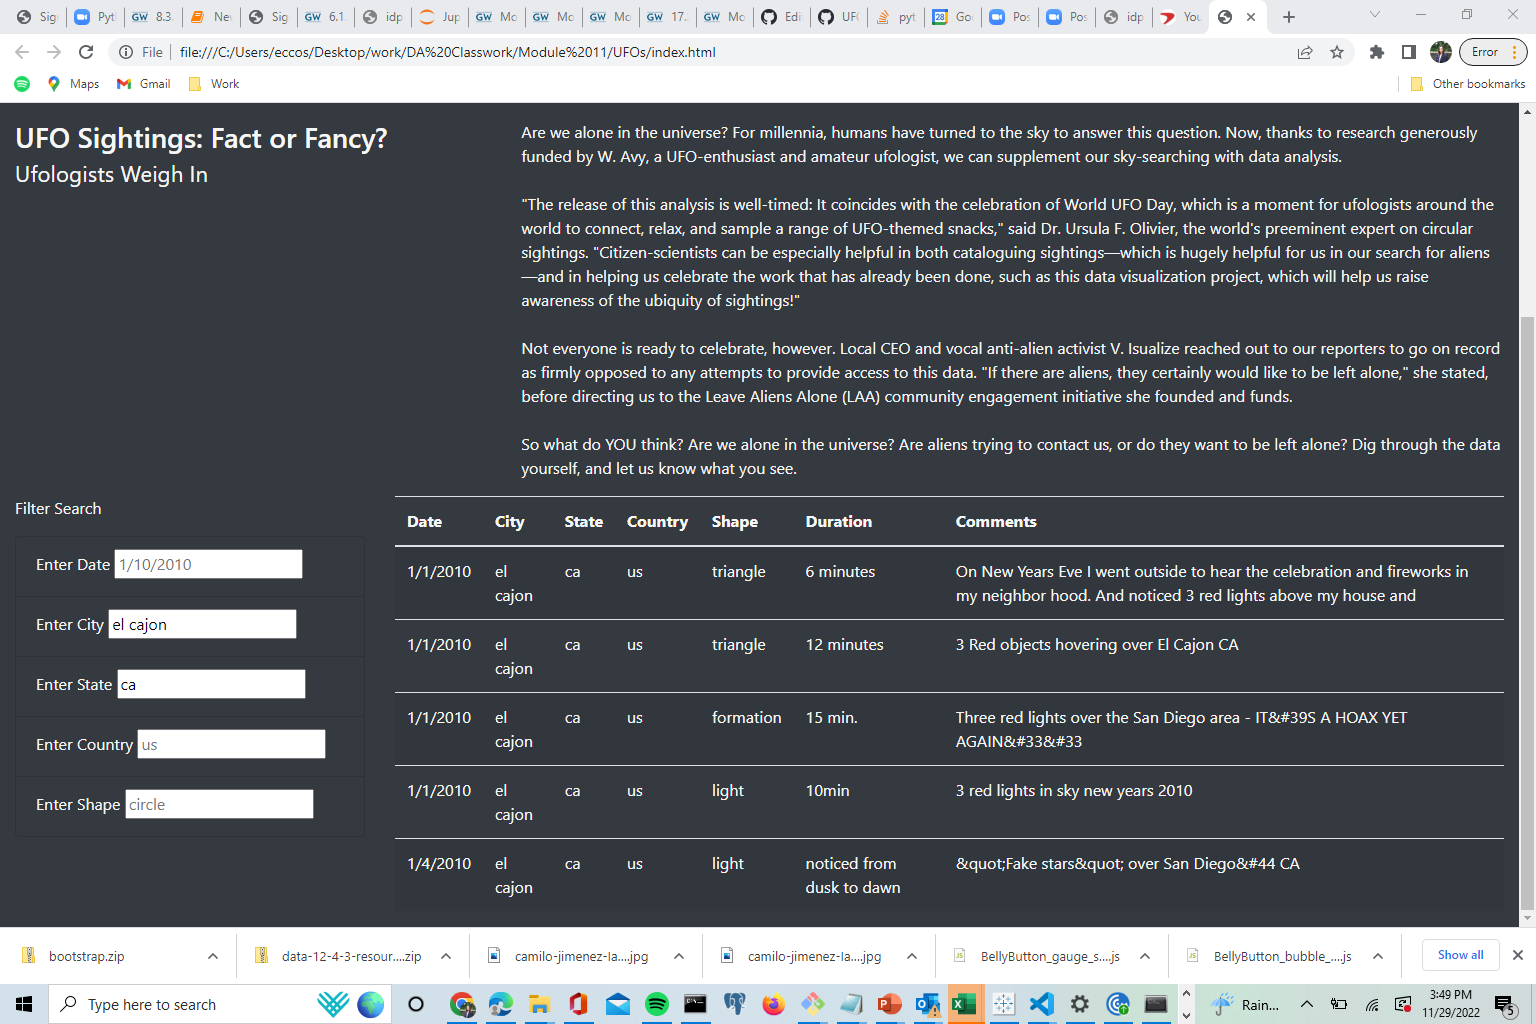 Sig
Pyt
GW 8.3.
Ne
Sig
GW 6.1.
idp
Jup
GW Mo
GW Mo
GW Mo
GW 17.
GW Mo
Edi
UF
pyt
28 Go
Pos
Pos
idp
You
File
file:///C:/Users/eccos/Desktop/work/DA%20Classwork/Module%2011/UFOs/index.html
Error
Maps
Gmail
Work
Other bookmarks
UFO Sightings: Fact or Fancy?
Ufologists Weigh In
Are we alone in the universe? For millennia, humans have turned to the sky to answer this question. Now, thanks to research generously
funded by W. Avy, a UFO-enthusiast and amateur ufologist, we can supplement our sky-searching with data analysis.
"The release of this analysis is well-timed: It coincides with the celebration of World UFO Day, which is a moment for ufologists around the
world to connect, relax, and sample a range of UFO-themed snacks," said Dr. Ursula F. Olivier, the world's preeminent expert on circular
sightings. "Citizen-scientists can be especially helpful in both cataloguing sightings—which is hugely helpful for us in our search for aliens
—and in helping us celebrate the work that has already been done, such as this data visualization project, which will help us raise
awareness of the ubiquity of sightings!"
Not everyone is ready to celebrate, however. Local CEO and vocal anti-alien activist V. Isualize reached out to our reporters to go on record
as firmly opposed to any attempts to provide access to this data. "If there are aliens, they certainly would like to be left alone," she stated,
before directing us to the Leave Aliens Alone (LAA) community engagement initiative she founded and funds.
So what do YOU think? Are we alone in the universe? Are aliens trying to contact us, or do they want to be left alone? Dig through the data
yourself, and let us know what you see.
Filter Search
Enter Date 1/10/2010
Enter City el cajon
Enter State ca
Enter Country us
Enter Shape circle
Date City State Country Shape Duration Comments
1/1/2010 el cajon ca us triangle 6 minutes On New Years Eve I went outside to hear the celebration and fireworks in
my neighbor hood. And noticed 3 red lights above my house and
1/1/2010 el cajon ca us triangle 12 minutes 3 Red objects hovering over El Cajon CA
1/1/2010 el cajon ca us formation 15 min. Three red lights over the San Diego area - IT&#39S A HOAX YET
AGAIN&#33&#33
1/1/2010 el cajon ca us light 10min 3 red lights in sky new years 2010
1/4/2010 el cajon ca us light noticed from dusk to dawn &quot;Fake stars&quot; over San Diego&#44 CA
bootstrap.zip
data-12-4-3-resour....zip
camilo-jimenez-Ia....jpg
camilo-jimenez-Ia....jpg
BellyButton_gauge_s....js
BellyButton_bubble_....js
Show all
Type here to search
Rain...
3:49 PM
11/29/2022
5